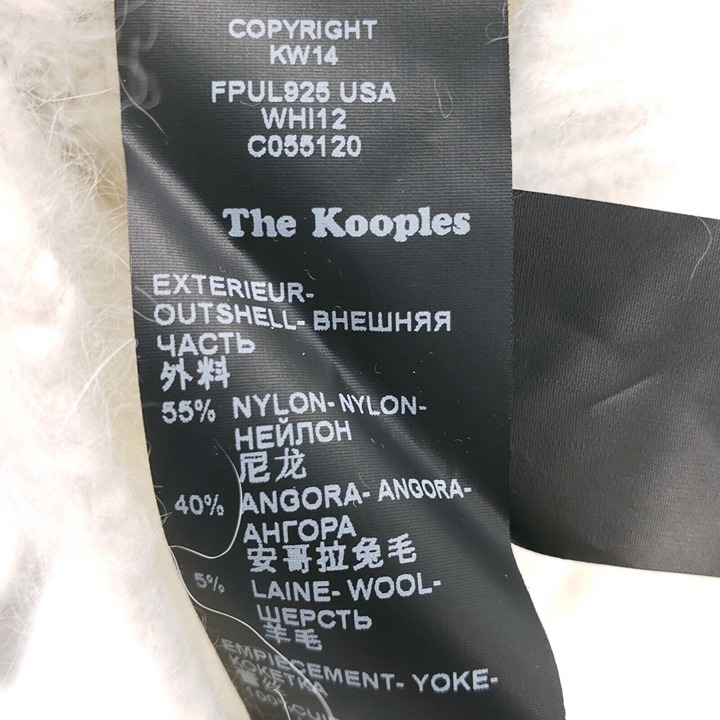 COPYRIGHT
KW14
FPUL925 USA
WHI12
C055120
The Kooples
EXTERIEUR-
OUTSHELL- ВНЕШНЯЯ
ЧАСТЬ
外料
55% NYLON- NYLON-
НЕЙЛОН
尼龙
40% ANGORA- ANGORA-
АНГОРА
安哥拉兔毛
5% LAINE- WOOL-
ШЕРСТЬ
羊毛
EMPIECEMENT- YOKE-
КОКЕТКА